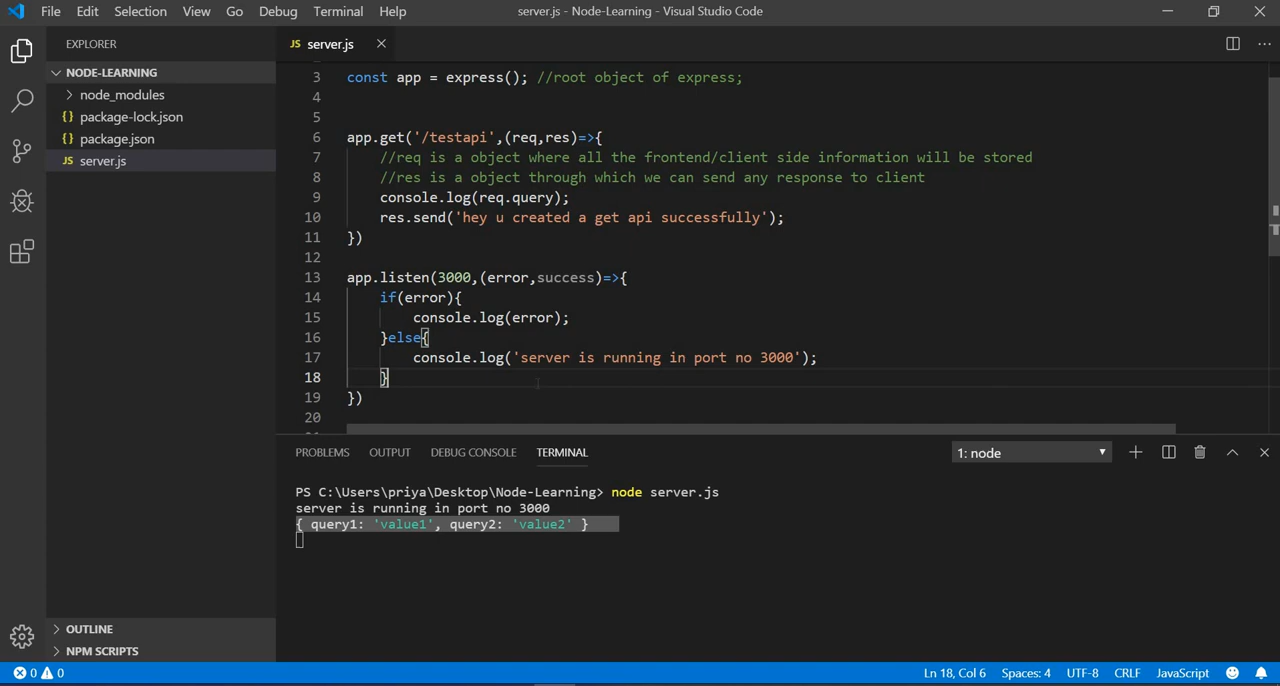 File Edit Selection View Go Debug Terminal Help server.js - Node-Learning - Visual Studio Code
EXPLORER
NODE-LEARNING
node_modules
{} package-lock.json
{} package.json
JS server.js
OUTLINE
NPM SCRIPTS
JS server.js
3 const app = express(); //root object of express;
4
5
6 app.get('/testapi',(req,res)=>{
7 //req is a object where all the frontend/client side information will be stored
8 //res is a object through which we can send any response to client
9 console.log(req.query);
10 res.send('hey u created a get api successfully');
11 })
12
13 app.listen(3000,(error,success)=>{
14 if(error){
15 console.log(error);
16 }else{
17 console.log('server is running in port no 3000');
18 }
19 })
20
PROBLEMS OUTPUT DEBUG CONSOLE TERMINAL 1: node
PS C:\Users\priya\Desktop\Node-Learning> node server.js
server is running in port no 3000
{ query1: 'value1', query2: 'value2' }
0 0 Ln 18, Col 6 Spaces: 4 UTF-8 CRLF JavaScript